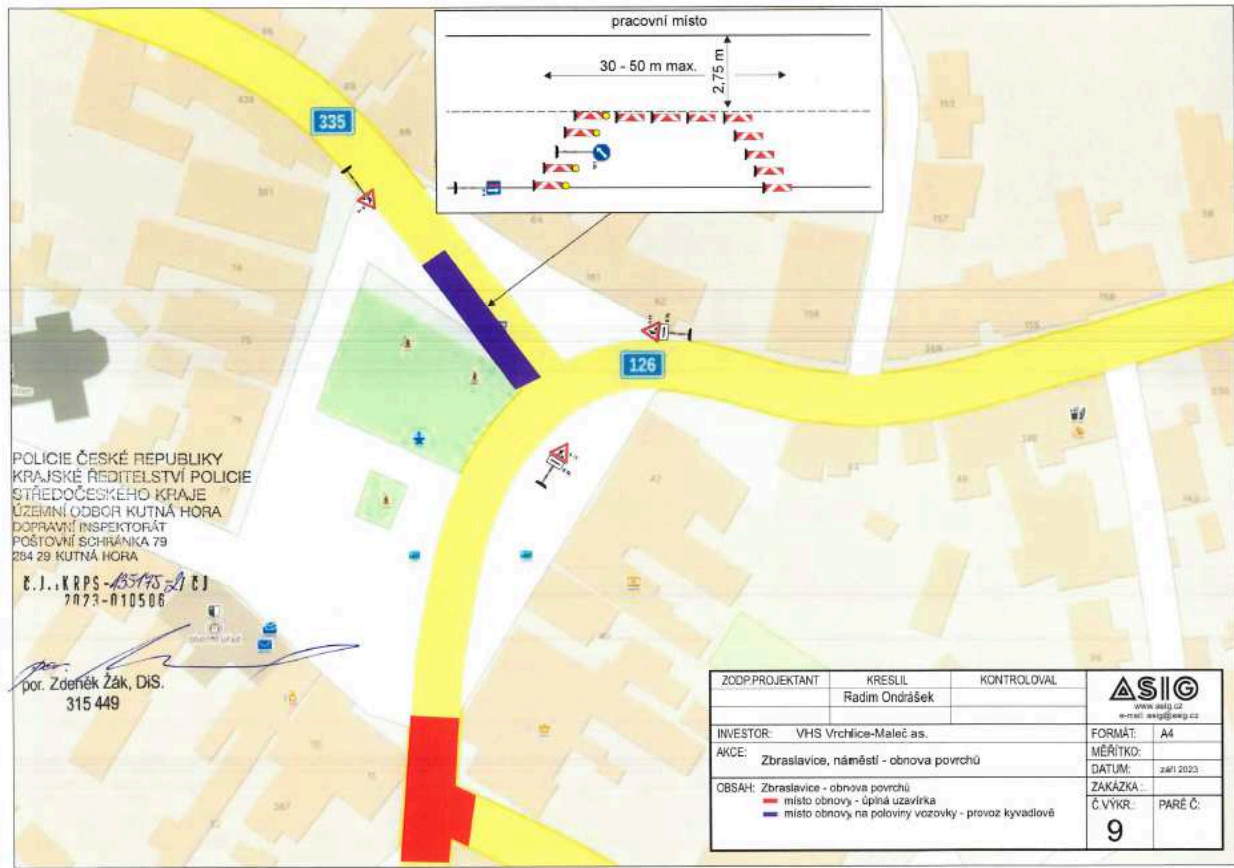 pracovní místo
30 - 50 m max.
2,75 m
335
126
POLICIE ČESKÉ REPUBLIKY
KRAJSKÉ ŘEDITELSTVÍ POLICIE
STŘEDOČESKÉHO KRAJE
ÚZEMNÍ ODBOR KUTNÁ HORA
DOPRAVNÍ INSPEKTORÁT
POŠTOVNÍ SCHRÁNKA 79
284 29 KUTNÁ HORA
Č.J.:KRPS-135175-2/ČJ
2023-010506
por. Zdeněk Žák, DiS.
315 449
ZODP.PROJEKTANT KRESLIL KONTROLOVAL
Radim Ondrášek
ASIG
www.asig.cz
e-mail: asig@asig.cz
INVESTOR: VHS Vrchlice-Maleč as.
AKCE: Zbraslavice, náměstí - obnova povrchů
OBSAH: Zbraslavice - obnova povrchů
místo obnovy - úplná uzavírka
místo obnovy, na poloviny vozovky - provoz kyvadlově
FORMÁT: A4
MĚŘÍTKO:
DATUM: září 2023
ZAKÁZKA:
Č.VÝKR.: PARÉ Č:
9